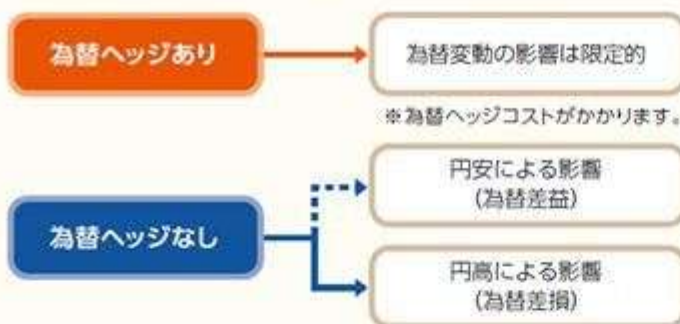 為替ヘッジあり
為替変動の影響は限定的
※為替ヘッジコストがかかります。
為替ヘッジなし
円安による影響
(為替差益)
円高による影響
(為替差損)